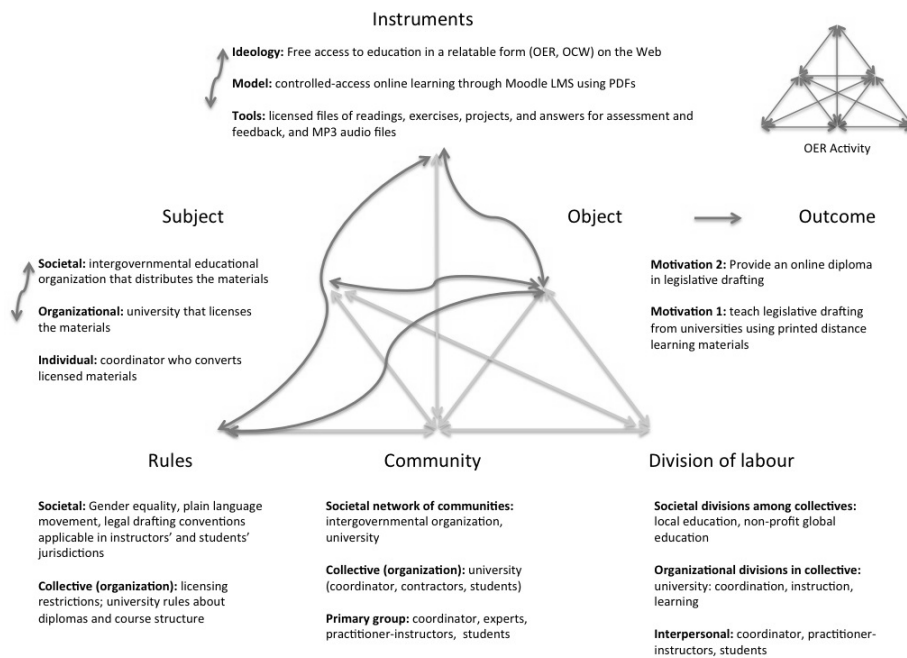 Instruments
Ideology: Free access to education in a relatable form (OER, OCW) on the Web
Model: controlled-access online learning through Moodle LMS using PDFs
Tools: licensed files of readings, exercises, projects, and answers for assessment and
feedback, and MP3 audio files
OER Activity
Subject
Object
Outcome
Societal: intergovernmental educational
organization that distributes the materials
Organizational: university that licenses
the materials
Individual: coordinator who converts
licensed materials
Motivation 2: Provide an online diploma
in legislative drafting
Motivation 1: teach legislative drafting
from universities using printed distance
learning materials
Rules
Community
Division of labour
Societal: Gender equality, plain language
movement, legal drafting conventions
applicable in instructors' and students'
jurisdictions
Collective (organization): licensing
restrictions; university rules about
diplomas and course structure
Societal network of communities:
intergovernmental organization,
university
Collective (organization): university
(coordinator, contractors, students)
Primary group: coordinator, experts,
practitioner-instructors, students
Societal divisions among collectives:
local education, non-profit global
education
Organizational divisions in collective:
university: coordination, instruction,
learning
Interpersonal: coordinator, practitioner-
instructors, students